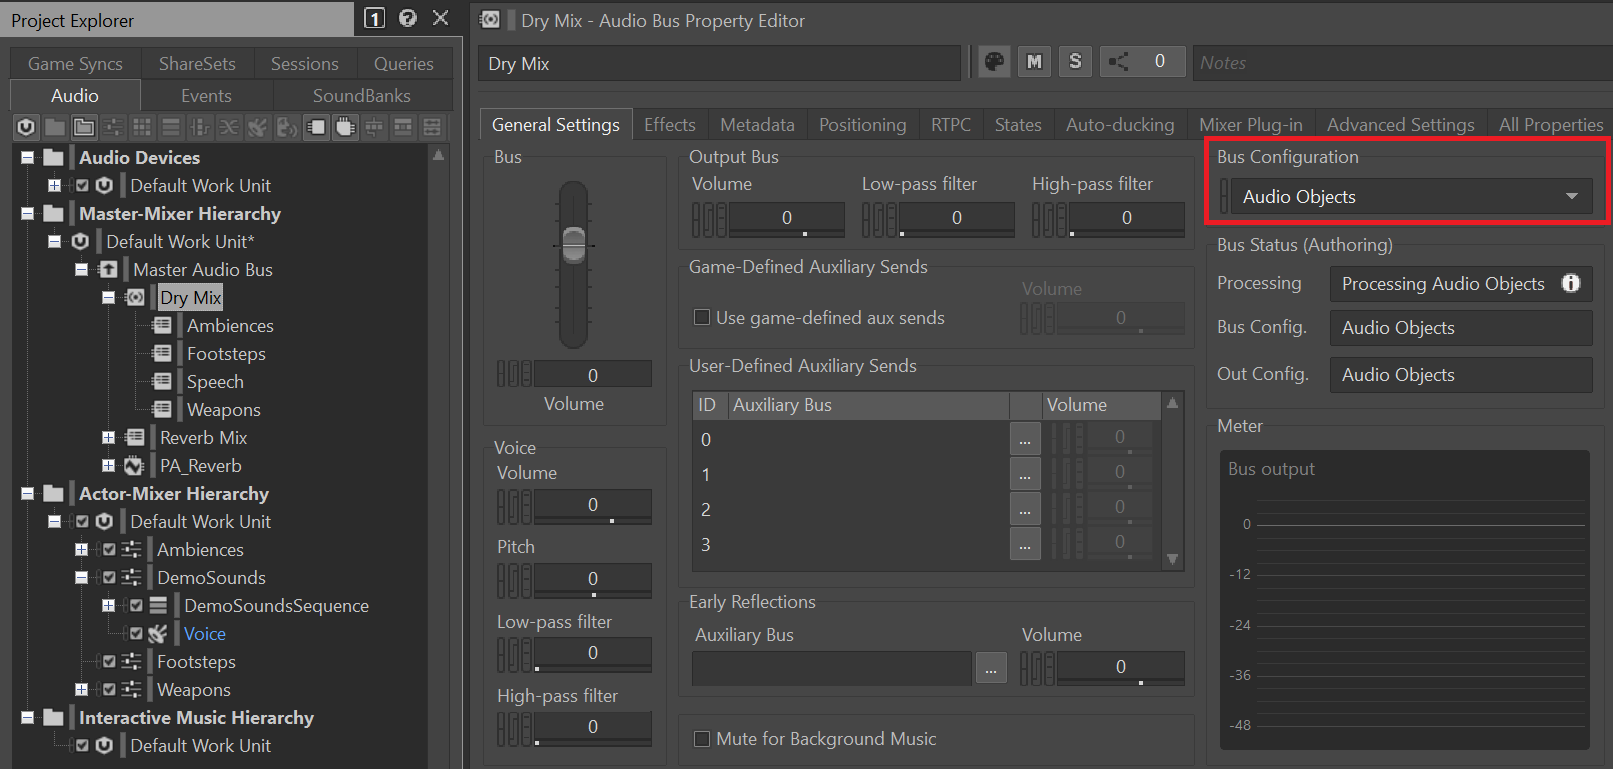 Project Explorer
1
Game Syncs ShareSets Sessions Queries
Audio Events SoundBanks
Audio Devices
Default Work Unit
Master-Mixer Hierarchy
Default Work Unit*
Master Audio Bus
Dry Mix
Ambiences
Footsteps
Speech
Weapons
Reverb Mix
PA_Reverb
Actor-Mixer Hierarchy
Default Work Unit
Ambiences
DemoSounds
DemoSoundsSequence
Voice
Footsteps
Weapons
Interactive Music Hierarchy
Default Work Unit
Dry Mix - Audio Bus Property Editor
Dry Mix M S 0 Notes
General Settings Effects Metadata Positioning RTPC States Auto-ducking Mixer Plug-in Advanced Settings All Properties
Bus
0
Volume
Voice
Volume
0
Pitch
0
Low-pass filter
0
High-pass filter
0
Output Bus
Volume Low-pass filter High-pass filter
0 0 0
Game-Defined Auxiliary Sends
Volume
Use game-defined aux sends 0
User-Defined Auxiliary Sends
ID Auxiliary Bus Volume
0 ... 0
1 ... 0
2 ... 0
3 ... 0
Early Reflections
Auxiliary Bus Volume
... 0
Mute for Background Music
Bus Configuration
Audio Objects
Bus Status (Authoring)
Processing Processing Audio Objects
Bus Config. Audio Objects
Out Config. Audio Objects
Meter
Bus output
0
-12
-24
-36
-48